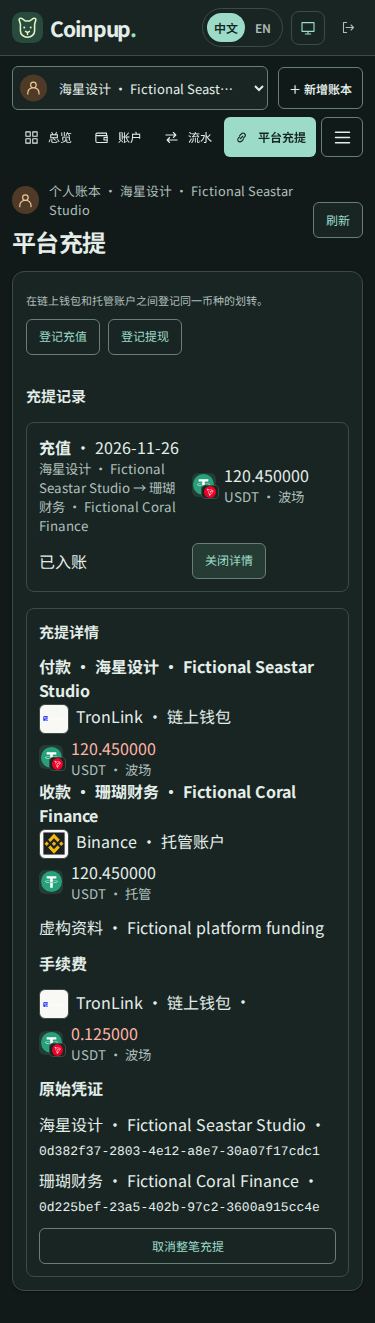 Coinpup.
中文 EN
海星设计 · Fictional Seast···
+ 新增账本
总览 账户 流水 平台充提
个人账本 · 海星设计 · Fictional Seastar
Studio
平台充提
刷新
在链上钱包和托管账户之间登记同一币种的划转。
登记充值 登记提现
充提记录
充值 · 2026-11-26
海星设计 · Fictional
Seastar Studio → 珊瑚
财务 · Fictional Coral
Finance
120.450000
USDT · 波场
已入账
关闭详情
充提详情
付款 · 海星设计 · Fictional Seastar
Studio
TronLink · 链上钱包
120.450000
USDT · 波场
收款 · 珊瑚财务 · Fictional Coral
Finance
Binance · 托管账户
120.450000
USDT · 托管
虚构资料 · Fictional platform funding
手续费
TronLink · 链上钱包 ·
0.125000
USDT · 波场
原始凭证
海星设计 · Fictional Seastar Studio ·
0d382f37-2803-4e12-a8e7-30a07f17cdc1
珊瑚财务 · Fictional Coral Finance ·
0d225bef-23a5-402b-97c2-3600a915cc4e
取消整笔充提